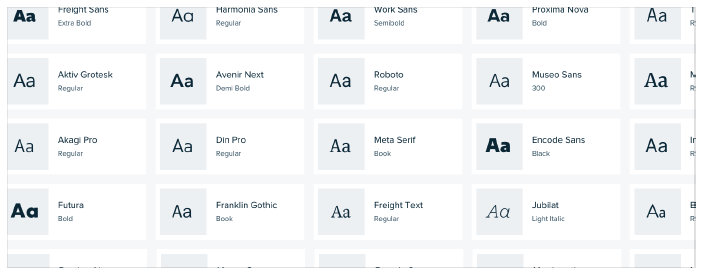 Aa Freight Sans Aa Harmonia Sans Aa Work Sans Aa Proxima Nova Aa
Extra Bold Regular Semibold Bold
Aa Aktiv Grotesk Aa Avenir Next Aa Roboto Aa Museo Sans Aa
Regular Demi Bold Regular 300
Aa Akagi Pro Aa Din Pro Aa Meta Serif Aa Encode Sans Aa
Regular Regular Book Black
Aa Futura Aa Franklin Gothic Aa Freight Text Aa Jubilat Aa
Bold Book Regular Light Italic